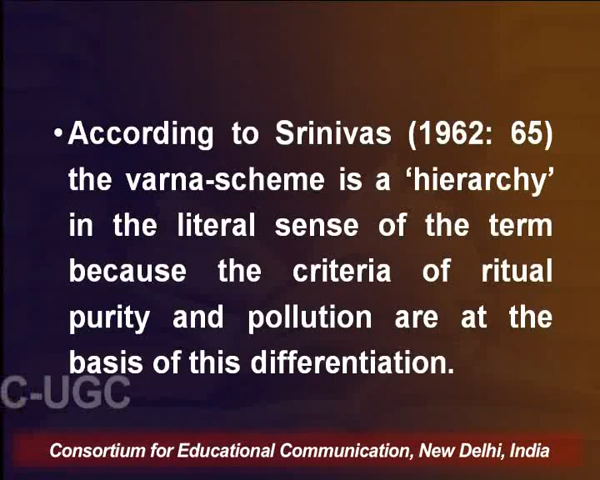 •According to Srinivas (1962: 65)
the varna-scheme is a ‘hierarchy’
in the literal sense of the term
because the criteria of ritual
purity and pollution are at the
basis of this differentiation.
C-UGC
Consortium for Educational Communication, New Delhi, India